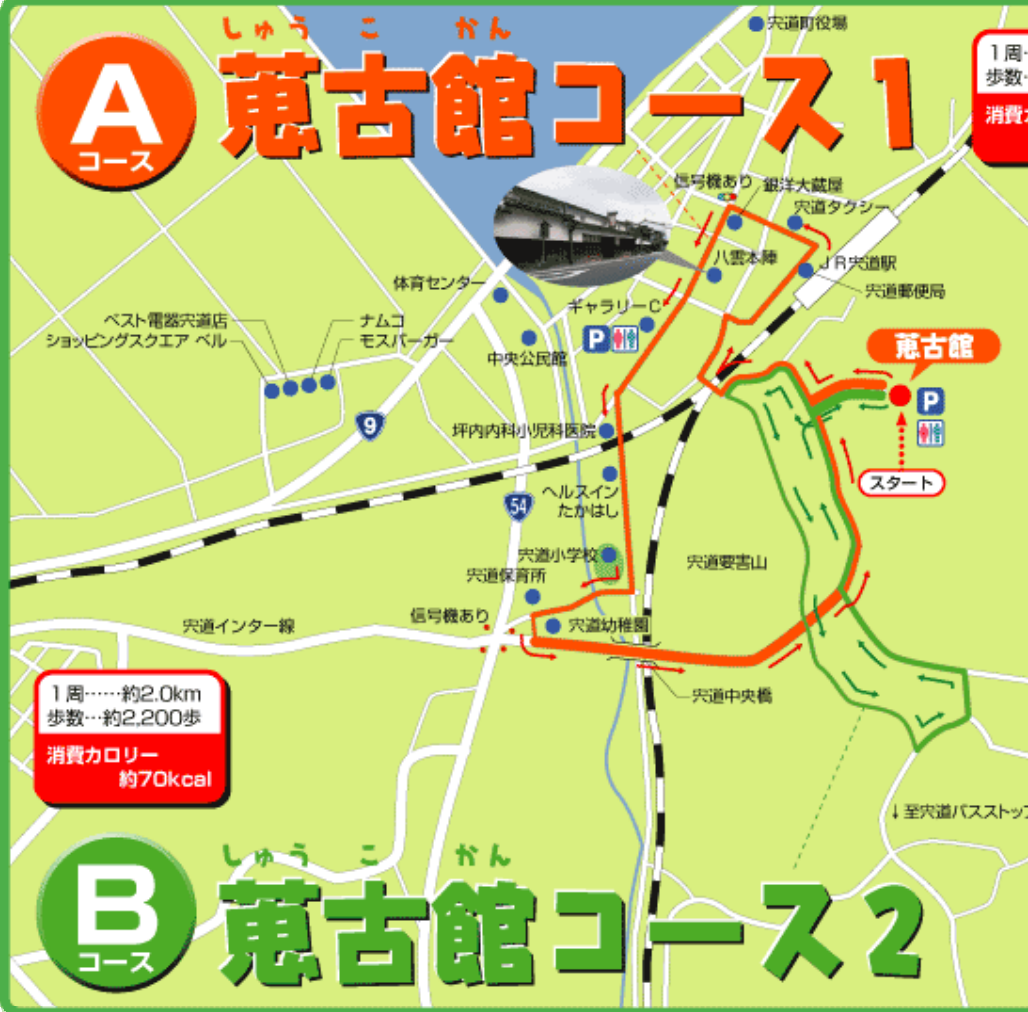 しゅう こ かん
A
コース
蒐古館コース1
宍道町役場
1周…
歩数…
消費
信号機あり
銀洋大蔵屋
宍道タクシー
八雲本陣
JR宍道駅
宍道郵便局
体育センター
ギャラリーC
P
ベスト電器宍道店
ショッピングスクエア ベル
ナムコ
モスバーガー
中央公民館
蒐古館
P
9
坪内内科小児科医院
スタート
54
ヘルスイン
たかはし
宍道小学校
宍道要害山
宍道保育所
信号機あり
宍道インター線
宍道幼稚園
宍道中央橋
1周……約2.0km
歩数…約2,200歩
消費カロリー
約70kcal
↓至宍道バスストップ
しゅう こ かん
B
コース
蒐古館コース2